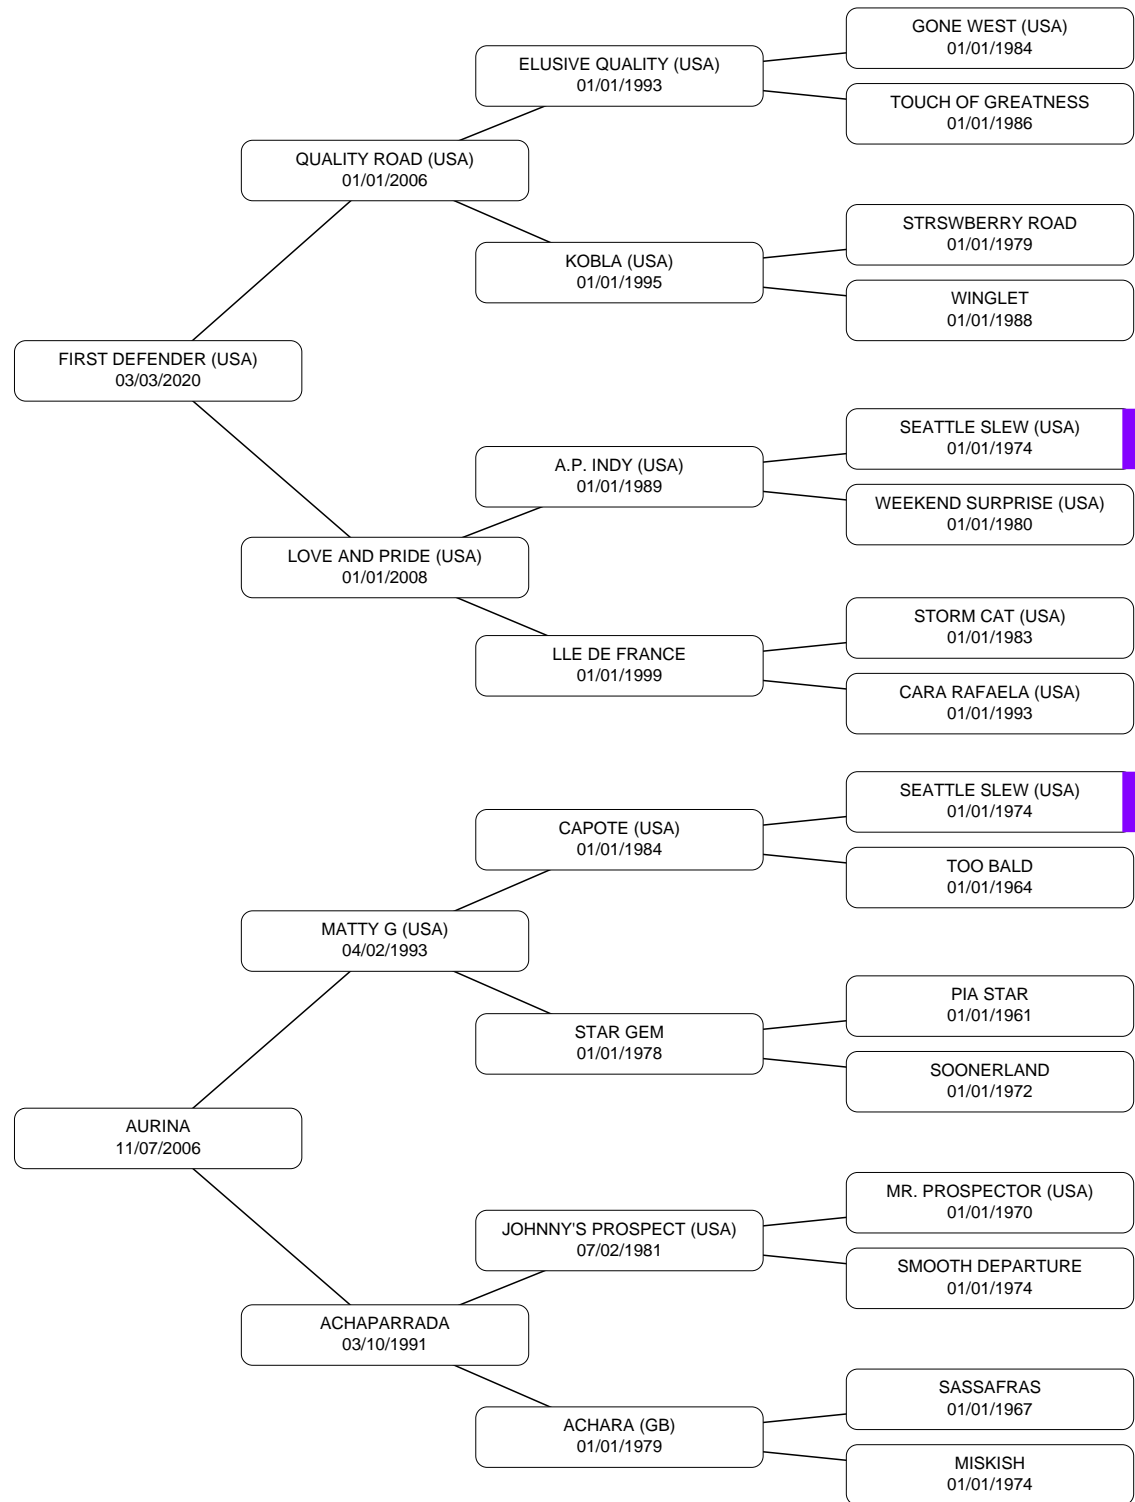 GONE WEST (USA)
01/01/1984
ELUSIVE QUALITY (USA)
01/01/1993
TOUCH OF GREATNESS
01/01/1986
QUALITY ROAD (USA)
01/01/2006
STRSWBERRY ROAD
01/01/1979
KOBLA (USA)
01/01/1995
WINGLET
01/01/1988
FIRST DEFENDER (USA)
03/03/2020
SEATTLE SLEW (USA)
01/01/1974
A.P. INDY (USA)
01/01/1989
WEEKEND SURPRISE (USA)
01/01/1980
LOVE AND PRIDE (USA)
01/01/2008
STORM CAT (USA)
01/01/1983
LLE DE FRANCE
01/01/1999
CARA RAFAELA (USA)
01/01/1993
SEATTLE SLEW (USA)
01/01/1974
CAPOTE (USA)
01/01/1984
TOO BALD
01/01/1964
MATTY G (USA)
04/02/1993
PIA STAR
01/01/1961
STAR GEM
01/01/1978
SOONERLAND
01/01/1972
AURINA
11/07/2006
MR. PROSPECTOR (USA)
01/01/1970
JOHNNY'S PROSPECT (USA)
07/02/1981
SMOOTH DEPARTURE
01/01/1974
ACHAPARRADA
03/10/1991
SASSAFRAS
01/01/1967
ACHARA (GB)
01/01/1979
MISKISH
01/01/1974